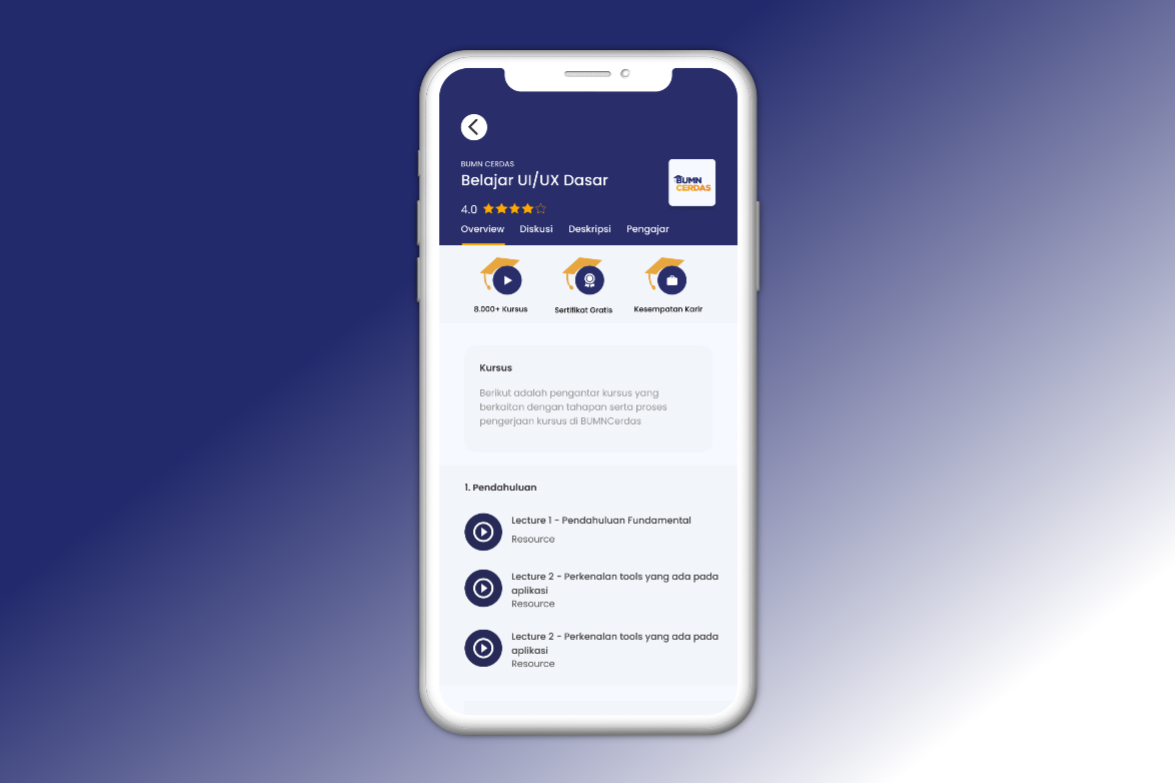 BUMN CERDAS
Belajar UI/UX Dasar
BUMN
CERDAS
4.0
Overview Diskusi Deskripsi Pengajar
8.000+ Kursus Sertifikat Gratis Kesempatan Karir
Kursus
Berikut adalah pengantar kursus yang
berkaitan dengan tahapan serta proses
pengerjaan kursus di BUMNCerdas
1. Pendahuluan
Lecture 1 - Pendahuluan Fundamental
Resource
Lecture 2 - Perkenalan tools yang ada pada
aplikasi
Resource
Lecture 2 - Perkenalan tools yang ada pada
aplikasi
Resource